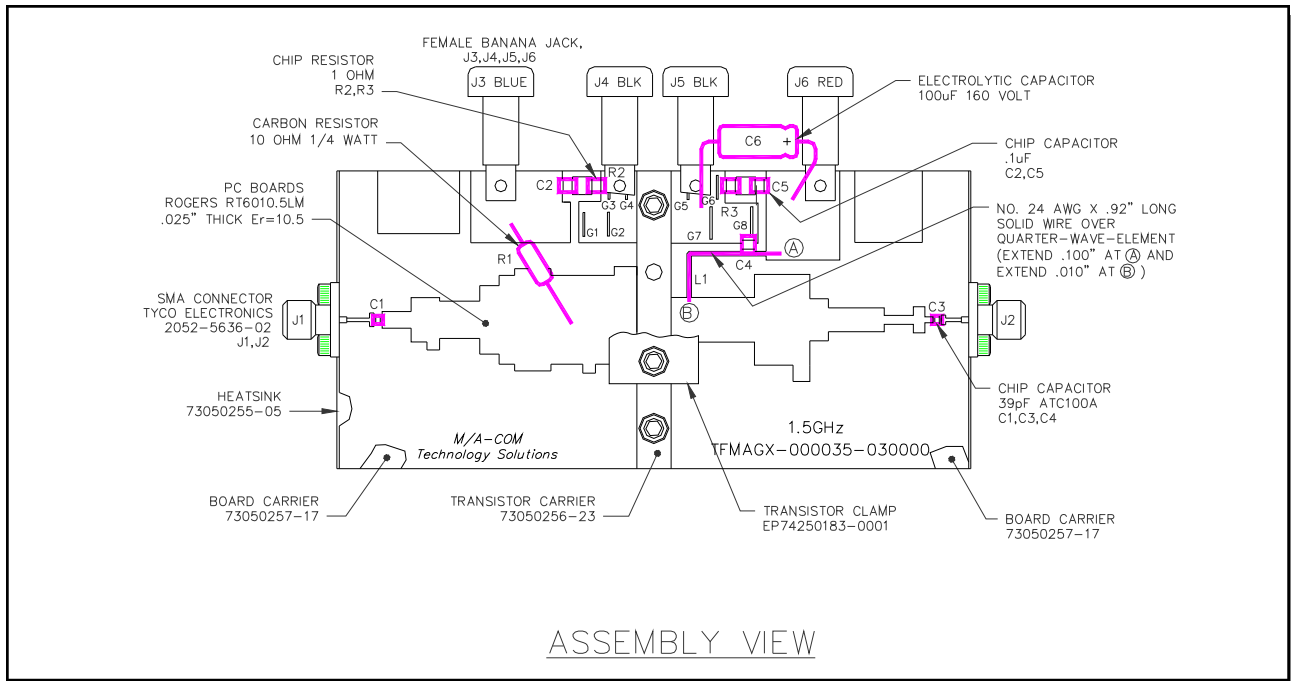 FEMALE BANANA JACK,
J3,J4,J5,J6
CHIP RESISTOR
1 OHM
R2,R3
J3 BLUE
J4 BLK
J5 BLK
J6 RED
ELECTROLYTIC CAPACITOR
100uF 160 VOLT
CARBON RESISTOR
10 OHM 1/4 WATT
C6 +
CHIP CAPACITOR
.1uF
C2,C5
PC BOARDS
ROGERS RT6010.5LM
.025" THICK Er=10.5
C2
R2
G3
G4
G1
G2
G5
G6
R3
C5
G7
G8
NO. 24 AWG X .92" LONG
SOLID WIRE OVER
QUARTER-WAVE-ELEMENT
(EXTEND .100" AT Ⓐ AND
EXTEND .010" AT Ⓑ )
R1
C4
A
L1
B
SMA CONNECTOR
TYCO ELECTRONICS
2052-5636-02
J1,J2
J1
C1
C3
J2
HEATSINK
73050255-05
CHIP CAPACITOR
39pF ATC100A
C1,C3,C4
M/A-COM
Technology Solutions
1.5GHz
TFMAGX-000035-030000
BOARD CARRIER
73050257-17
TRANSISTOR CARRIER
73050256-23
TRANSISTOR CLAMP
EP74250183-0001
BOARD CARRIER
73050257-17
ASSEMBLY VIEW